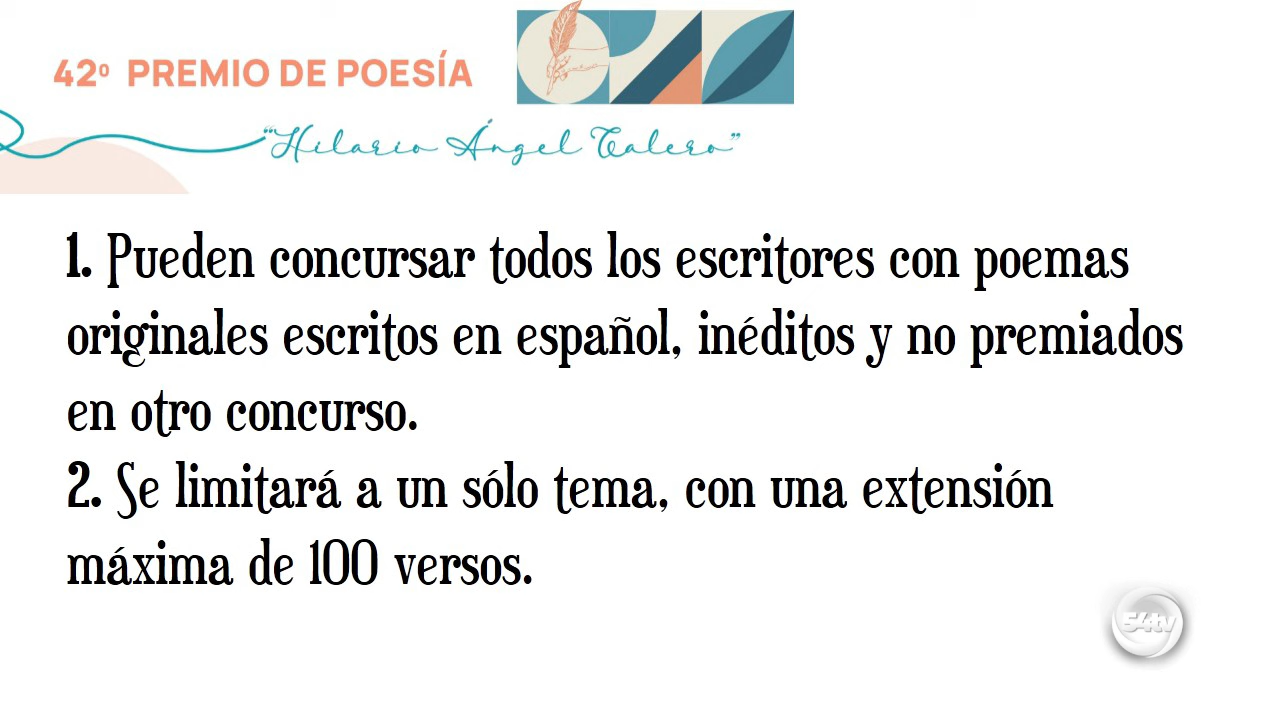 42º PREMIO DE POESÍA
“Hilario Ángel Calero”
1. Pueden concursar todos los escritores con poemas
originales escritos en español, inéditos y no premiados
en otro concurso.
2. Se limitará a un sólo tema, con una extensión
máxima de 100 versos.
54tv